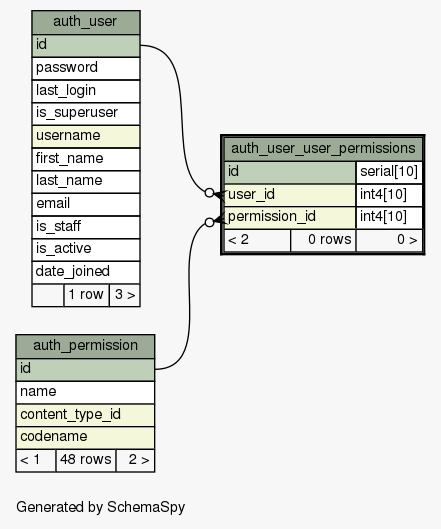 auth_user
id
password
last_login
is_superuser
username
first_name
last_name
email
is_staff
is_active
date_joined
1 row 3 >
auth_user_user_permissions
id serial[10]
user_id int4[10]
permission_id int4[10]
< 2 0 rows 0 >
auth_permission
id
name
content_type_id
codename
< 1 48 rows 2 >
Generated by SchemaSpy